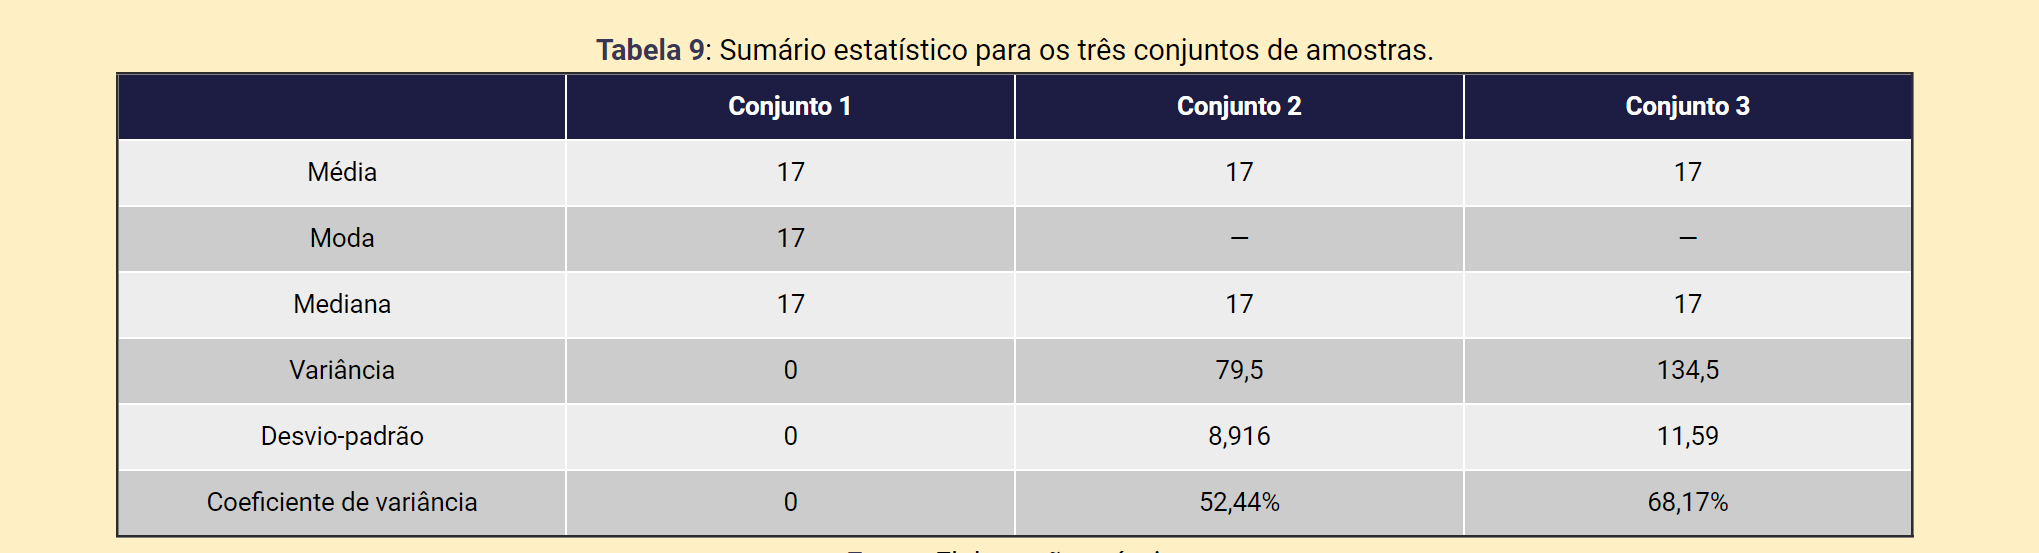 Tabela 9: Sumário estatístico para os três conjuntos de amostras.
Conjunto 1 Conjunto 2 Conjunto 3
Média 17 17 17
Moda 17 – –
Mediana 17 17 17
Variância 0 79,5 134,5
Desvio-padrão 0 8,916 11,59
Coeficiente de variância 0 52,44% 68,17%